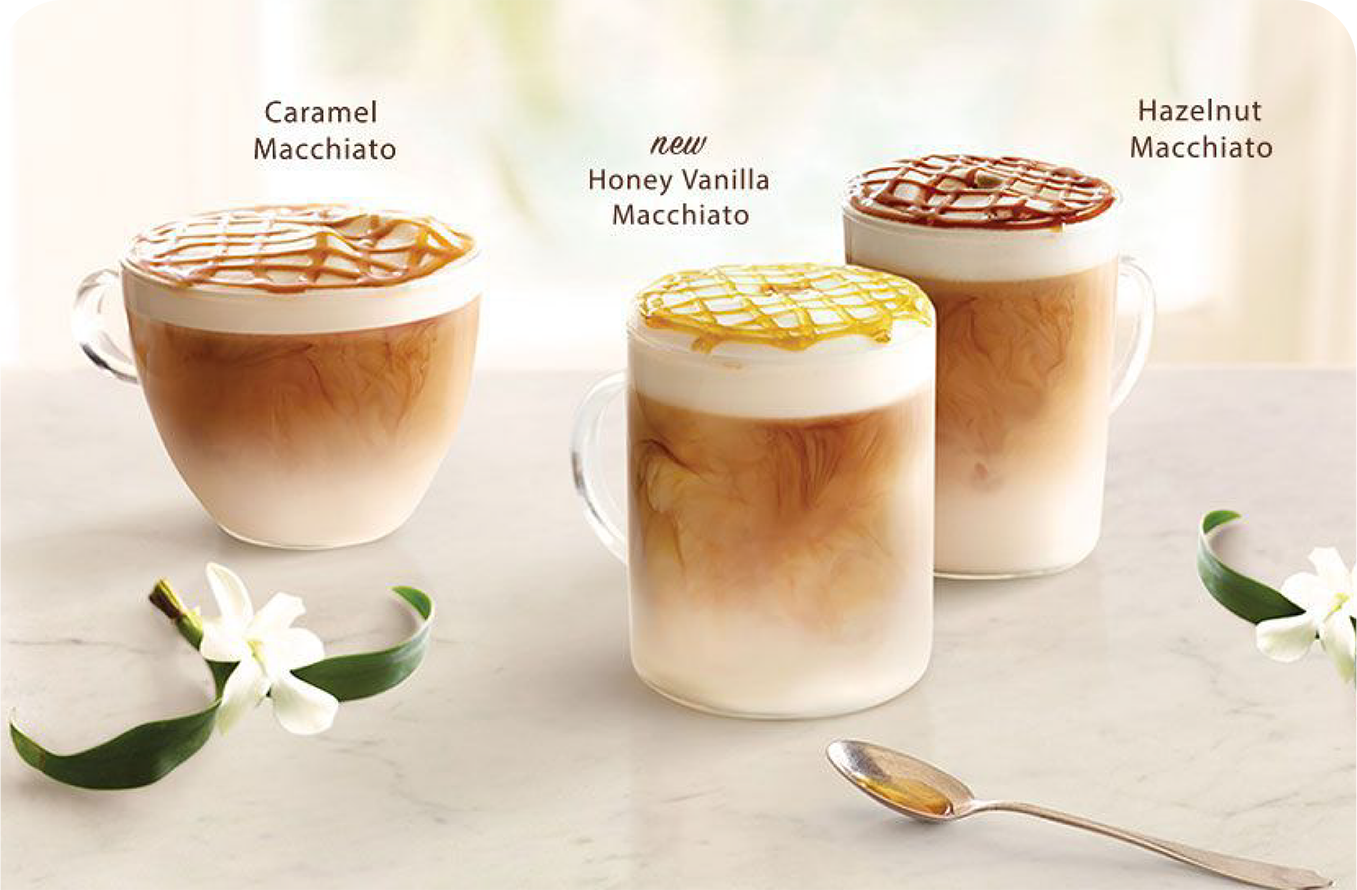 Caramel
Macchiato
new
Honey Vanilla
Macchiato
Hazelnut
Macchiato